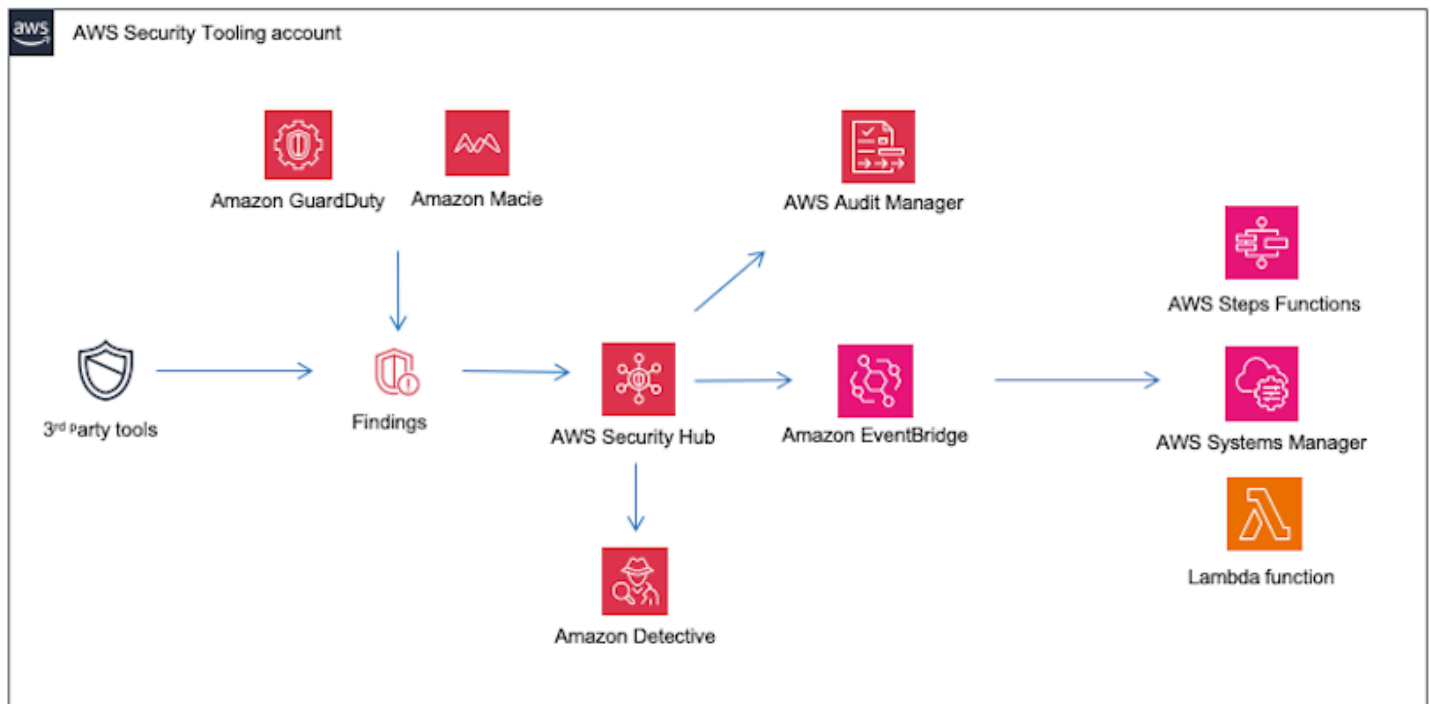 aws
AWS Security Tooling account
Amazon GuardDuty
Amazon Macie
AWS Audit Manager
AWS Steps Functions
3rd Party tools
Findings
AWS Security Hub
Amazon EventBridge
AWS Systems Manager
Lambda function
Amazon Detective